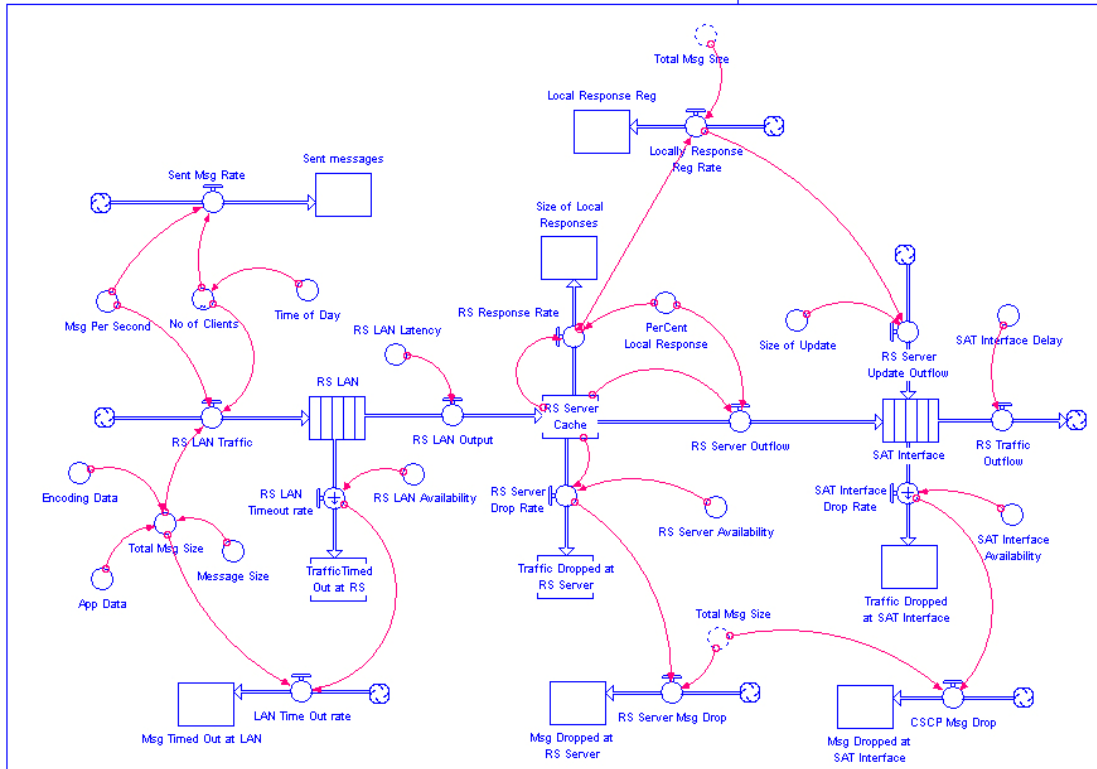 Total Msg Size
Local Response Reg
Locally Response
Reg Rate
Sent messages
Sent Msg Rate
Size of Local
Responses
Msg Per Second
No of Clients
Time of Day
RS LAN Latency
RS Response Rate
PerCent
Local Response
Size of Update
RS Server
Update Outflow
SAT Interface Delay
RS LAN
RS LAN Traffic
RS LAN Output
RS Server
Cache
RS Server Outflow
SAT Interface
RS Traffic
Outflow
Encoding Data
RS LAN
Timeout rate
RS LAN Availability
RS Server
Drop Rate
RS Server Availability
SAT Interface
Drop Rate
SAT Interface
Availability
Total Msg Size
Message Size
App Data
TrafficTimed
Out at RS
Traffic Dropped at
RS Server
Traffic Dropped
at SAT Interface
Total Msg Size
LAN Time Out rate
Msg Timed Out at LAN
RS Server Msg Drop
Msg Dropped at
RS Server
CSCP Msg Drop
Msg Dropped at
SAT Interface